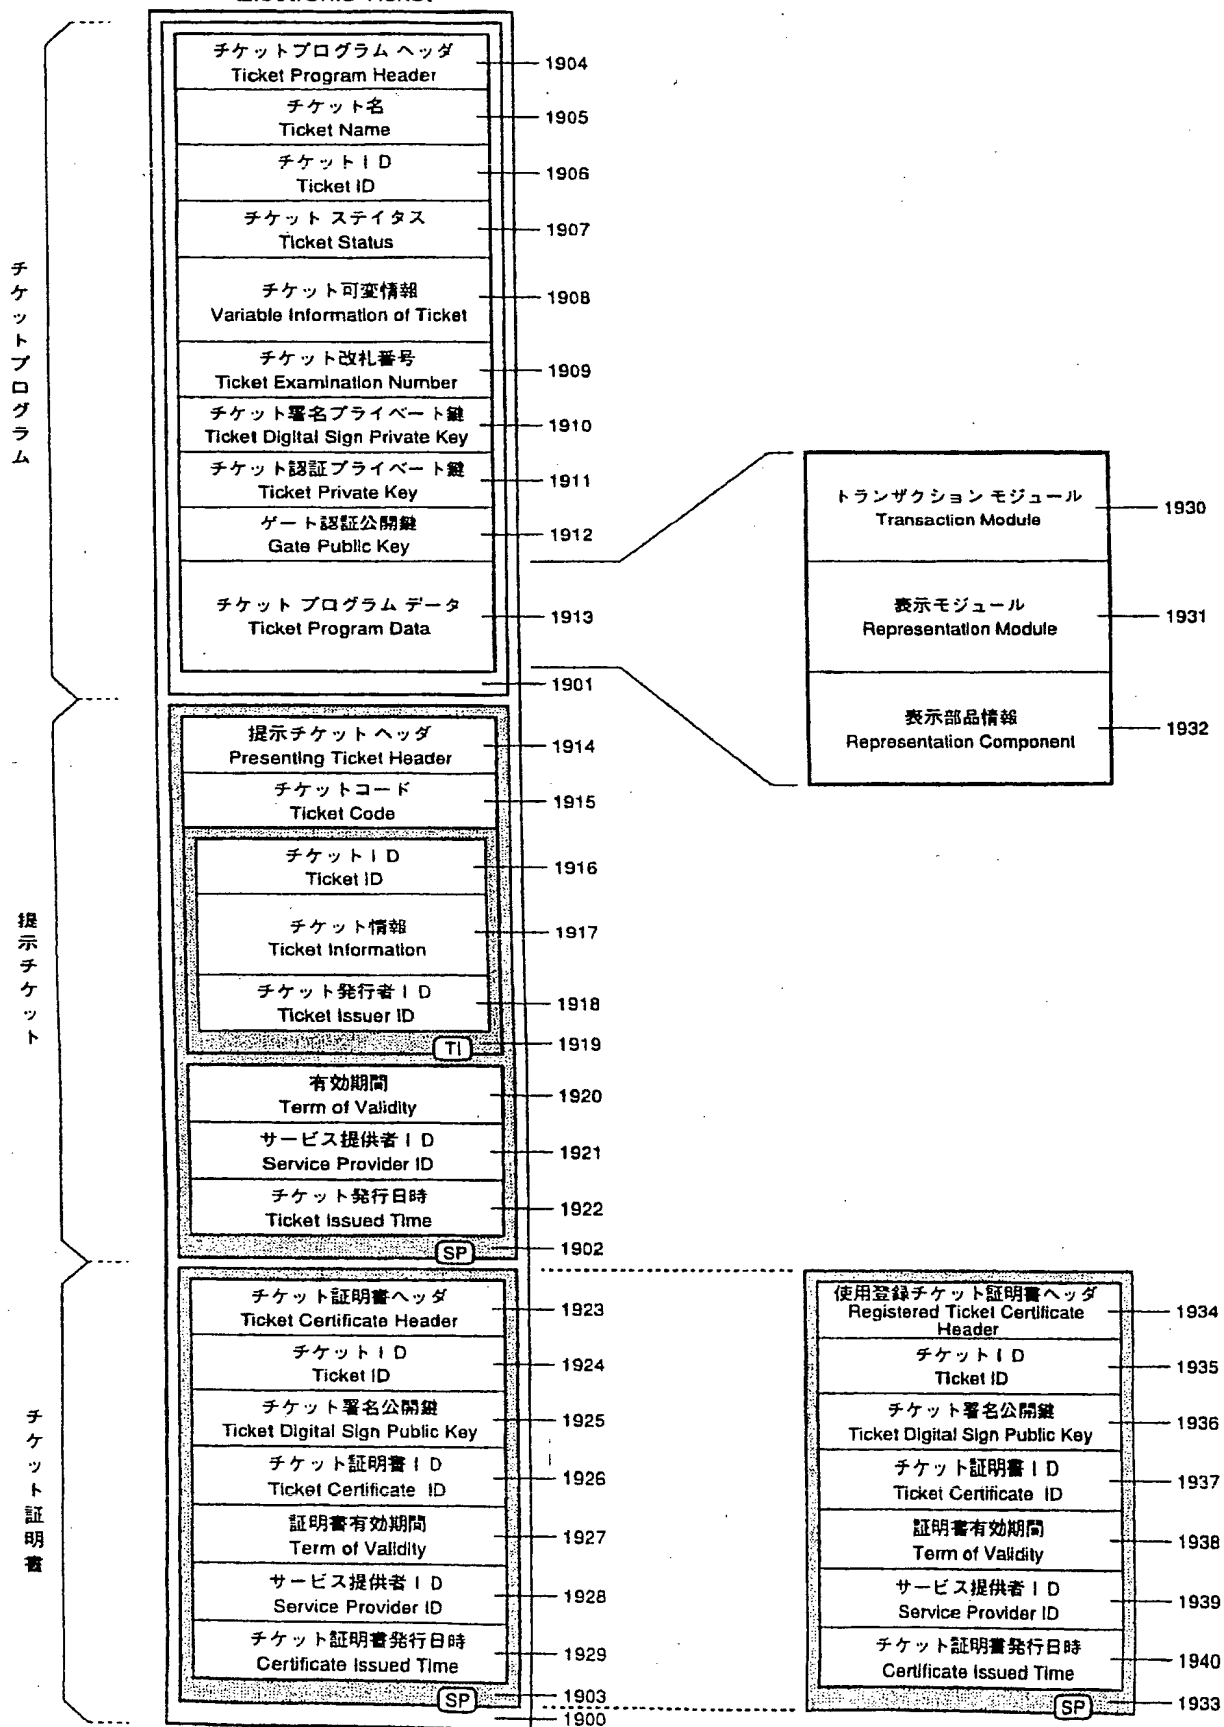 チケットプログラム ヘッダ
Ticket Program Header
1904
チケット名
Ticket Name
1905
チケットID
Ticket ID
1906
チケット ステイタス
Ticket Status
1907
チケット可変情報
Variable Information of Ticket
1908
チケット改札番号
Ticket Examination Number
1909
チケット署名プライベート鍵
Ticket Digital Sign Private Key
1910
チケット認証プライベート鍵
Ticket Private Key
1911
ゲート認証公開鍵
Gate Public Key
1912
チケット プログラム データ
Ticket Program Data
1913
1901
チケットプログラム
トランザクション モジュール
Transaction Module
1930
表示モジュール
Representation Module
1931
表示部品情報
Representation Component
1932
提示チケット ヘッダ
Presenting Ticket Header
1914
チケットコード
Ticket Code
1915
チケットID
Ticket ID
1916
チケット情報
Ticket Information
1917
チケット発行者ID
Ticket Issuer ID
1918
TI
1919
有効期間
Term of Validity
1920
サービス提供者ID
Service Provider ID
1921
チケット発行日時
Ticket Issued Time
1922
SP
1902
提示チケット
チケット証明書ヘッダ
Ticket Certificate Header
1923
チケットID
Ticket ID
1924
チケット署名公開鍵
Ticket Digital Sign Public Key
1925
チケット証明書ID
Ticket Certificate ID
1926
証明書有効期間
Term of Validity
1927
サービス提供者ID
Service Provider ID
1928
チケット証明書発行日時
Certificate Issued Time
1929
SP
1903
1900
チケット証明書
使用登録チケット証明書ヘッダ
Registered Ticket Certificate
Header
1934
チケットID
Ticket ID
1935
チケット署名公開鍵
Ticket Digital Sign Public Key
1936
チケット証明書ID
Ticket Certificate ID
1937
証明書有効期間
Term of Validity
1938
サービス提供者ID
Service Provider ID
1939
チケット証明書発行日時
Certificate Issued Time
1940
SP
1933